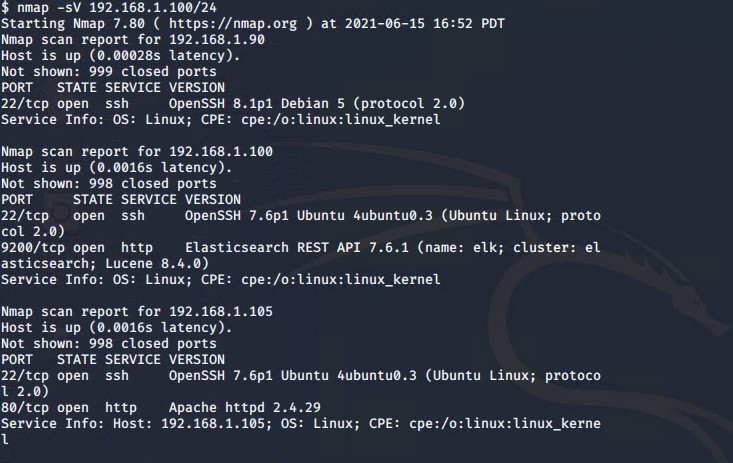 $ nmap -sV 192.168.1.100/24
Starting Nmap 7.80 ( https://nmap.org ) at 2021-06-15 16:52 PDT
Nmap scan report for 192.168.1.90
Host is up (0.00028s latency).
Not shown: 999 closed ports
PORT   STATE SERVICE VERSION
22/tcp open  ssh     OpenSSH 8.1p1 Debian 5 (protocol 2.0)
Service Info: OS: Linux; CPE: cpe:/o:linux:linux_kernel

Nmap scan report for 192.168.1.100
Host is up (0.0016s latency).
Not shown: 998 closed ports
PORT     STATE SERVICE VERSION
22/tcp   open  ssh     OpenSSH 7.6p1 Ubuntu 4ubuntu0.3 (Ubuntu Linux; proto
col 2.0)
9200/tcp open  http    Elasticsearch REST API 7.6.1 (name: elk; cluster: el
asticsearch; Lucene 8.4.0)
Service Info: OS: Linux; CPE: cpe:/o:linux:linux_kernel

Nmap scan report for 192.168.1.105
Host is up (0.0016s latency).
Not shown: 998 closed ports
PORT   STATE SERVICE VERSION
22/tcp open  ssh     OpenSSH 7.6p1 Ubuntu 4ubuntu0.3 (Ubuntu Linux; protoco
l 2.0)
80/tcp open  http    Apache httpd 2.4.29
Service Info: Host: 192.168.1.105; OS: Linux; CPE: cpe:/o:linux:linux_kerne
l